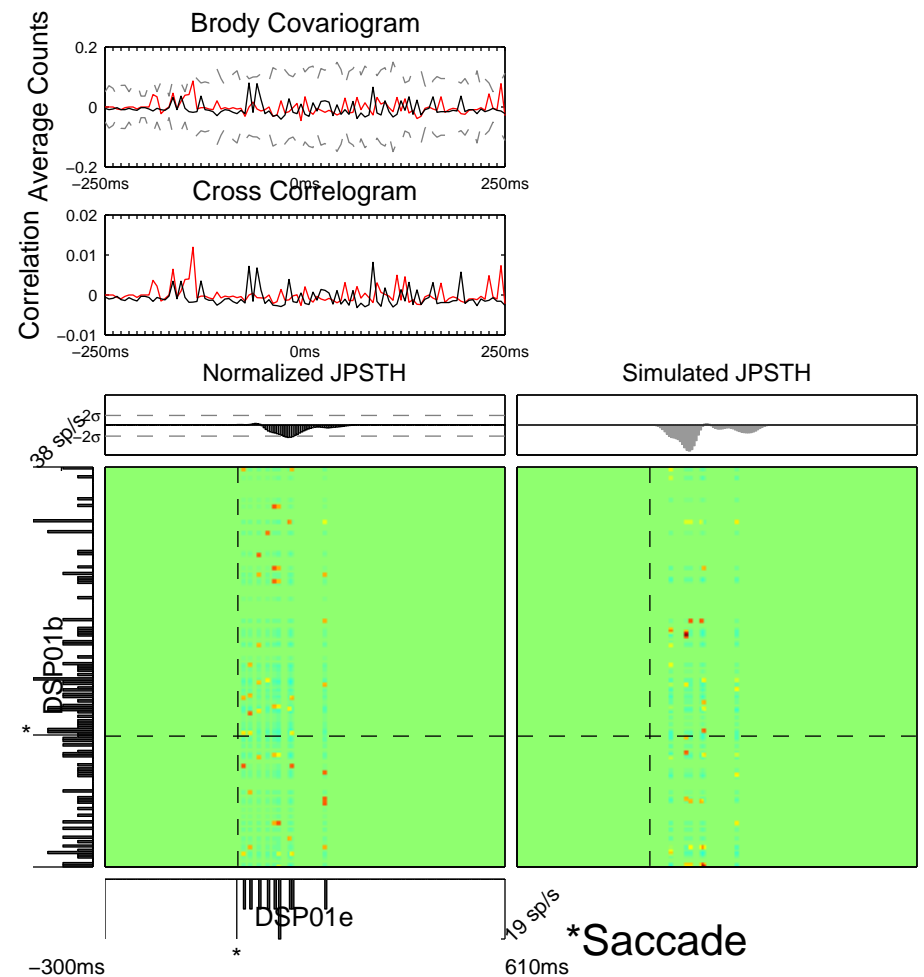 Brody Covariogram
Average Counts
0.2
0
−0.2
−250ms
0ms
250ms
Cross Correlogram
Correlation
0.02
0.01
0
−0.01
−250ms
0ms
250ms
Normalized JPSTH
Simulated JPSTH
2σ
−2σ
38 sp/s
DSP01b
*
DSP01e
19 sp/s
*
*Saccade
−300ms
610ms